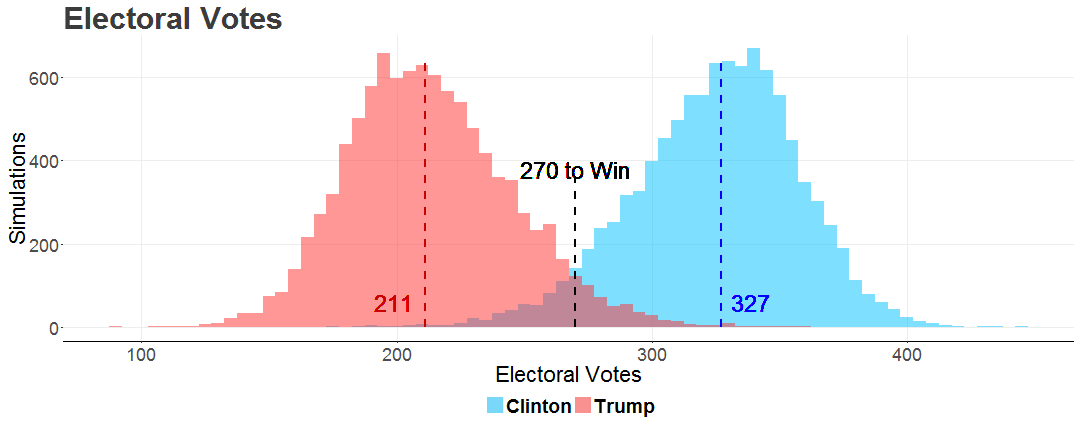 Electoral Votes
Simulations
600
400
200
0
270 to Win
211
327
100 200 300 400
Electoral Votes
Clinton Trump